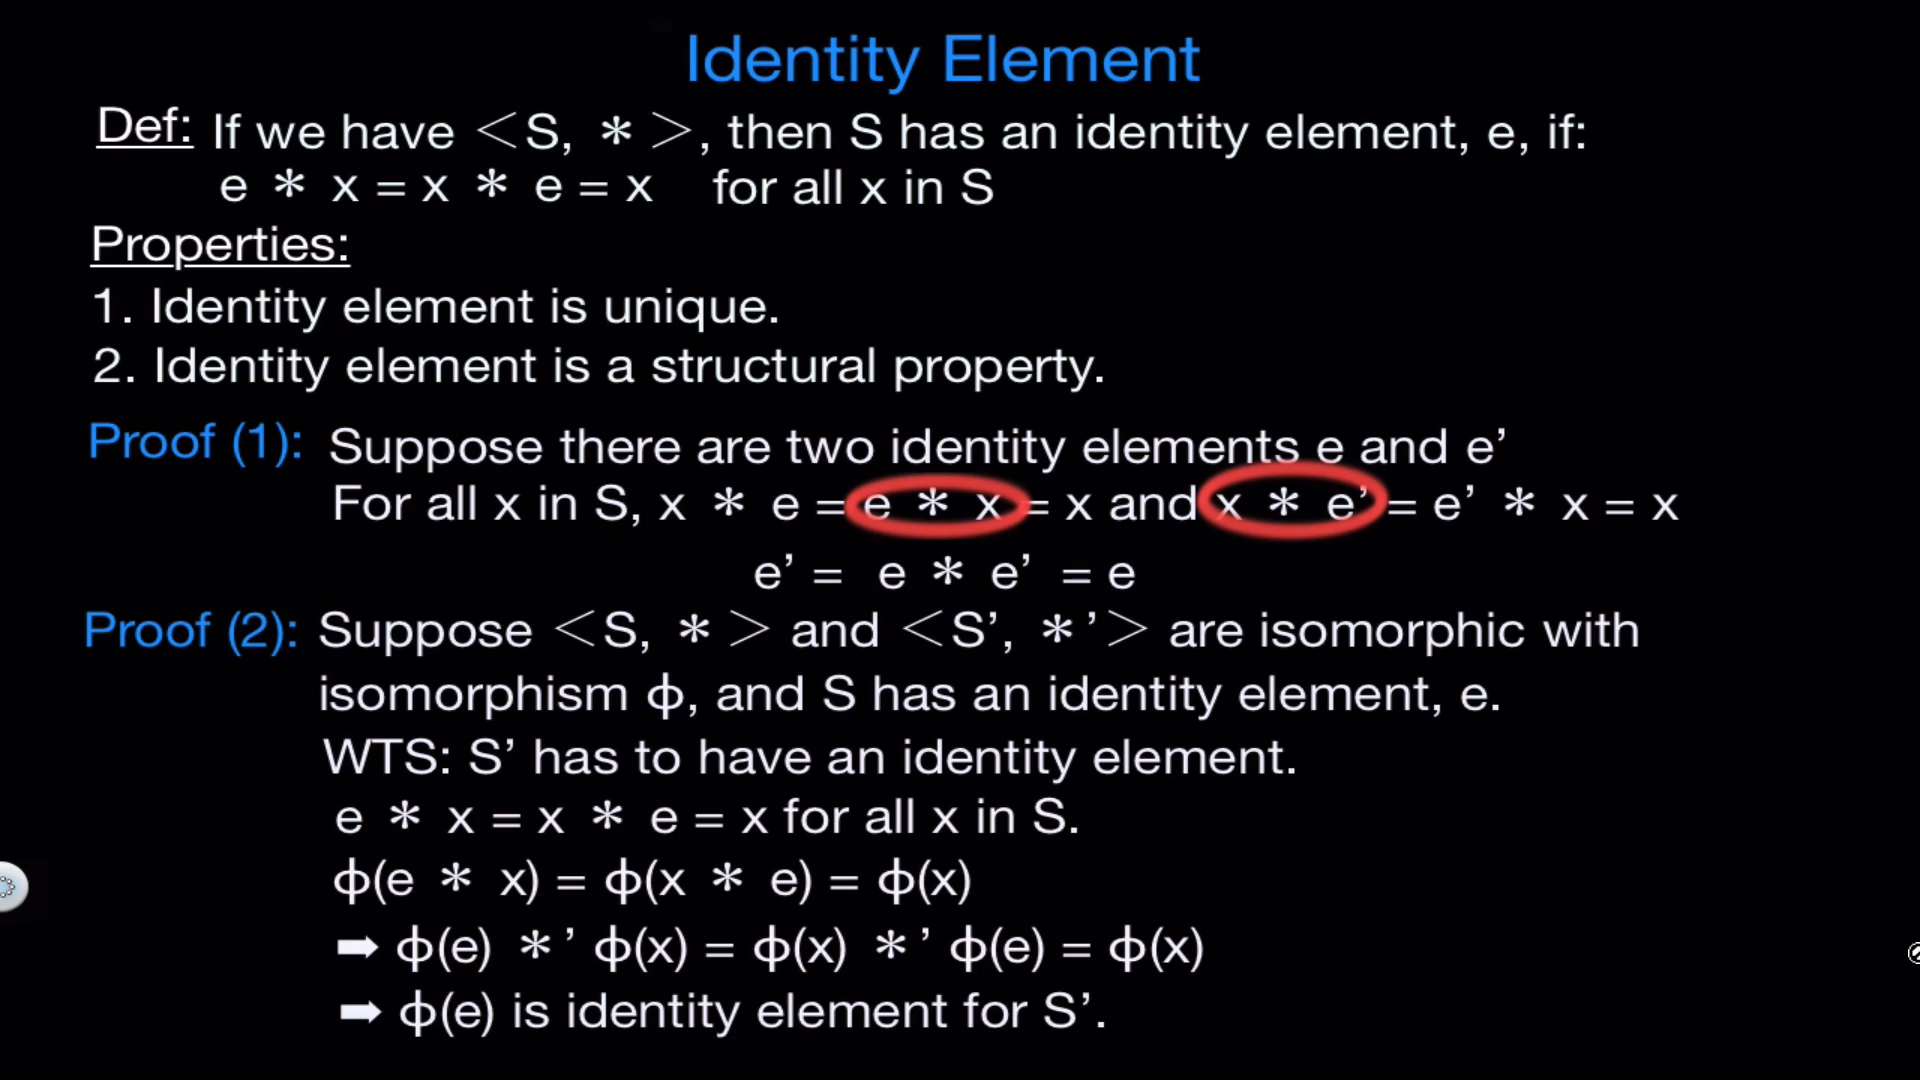 Identity Element
Def: If we have <S, *>, then S has an identity element, e, if:
e * x = x * e = x for all x in S
Properties:
1. Identity element is unique.
2. Identity element is a structural property.
Proof (1): Suppose there are two identity elements e and e’
For all x in S, x * e = e * x = x and x * e’ = e’ * x = x
e’ = e * e’ = e
Proof (2): Suppose <S, *> and <S’, *’> are isomorphic with
isomorphism ϕ, and S has an identity element, e.
WTS: S’ has to have an identity element.
e * x = x * e = x for all x in S.
ϕ(e * x) = ϕ(x * e) = ϕ(x)
➡ ϕ(e) *’ ϕ(x) = ϕ(x) *’ ϕ(e) = ϕ(x)
➡ ϕ(e) is identity element for S’.